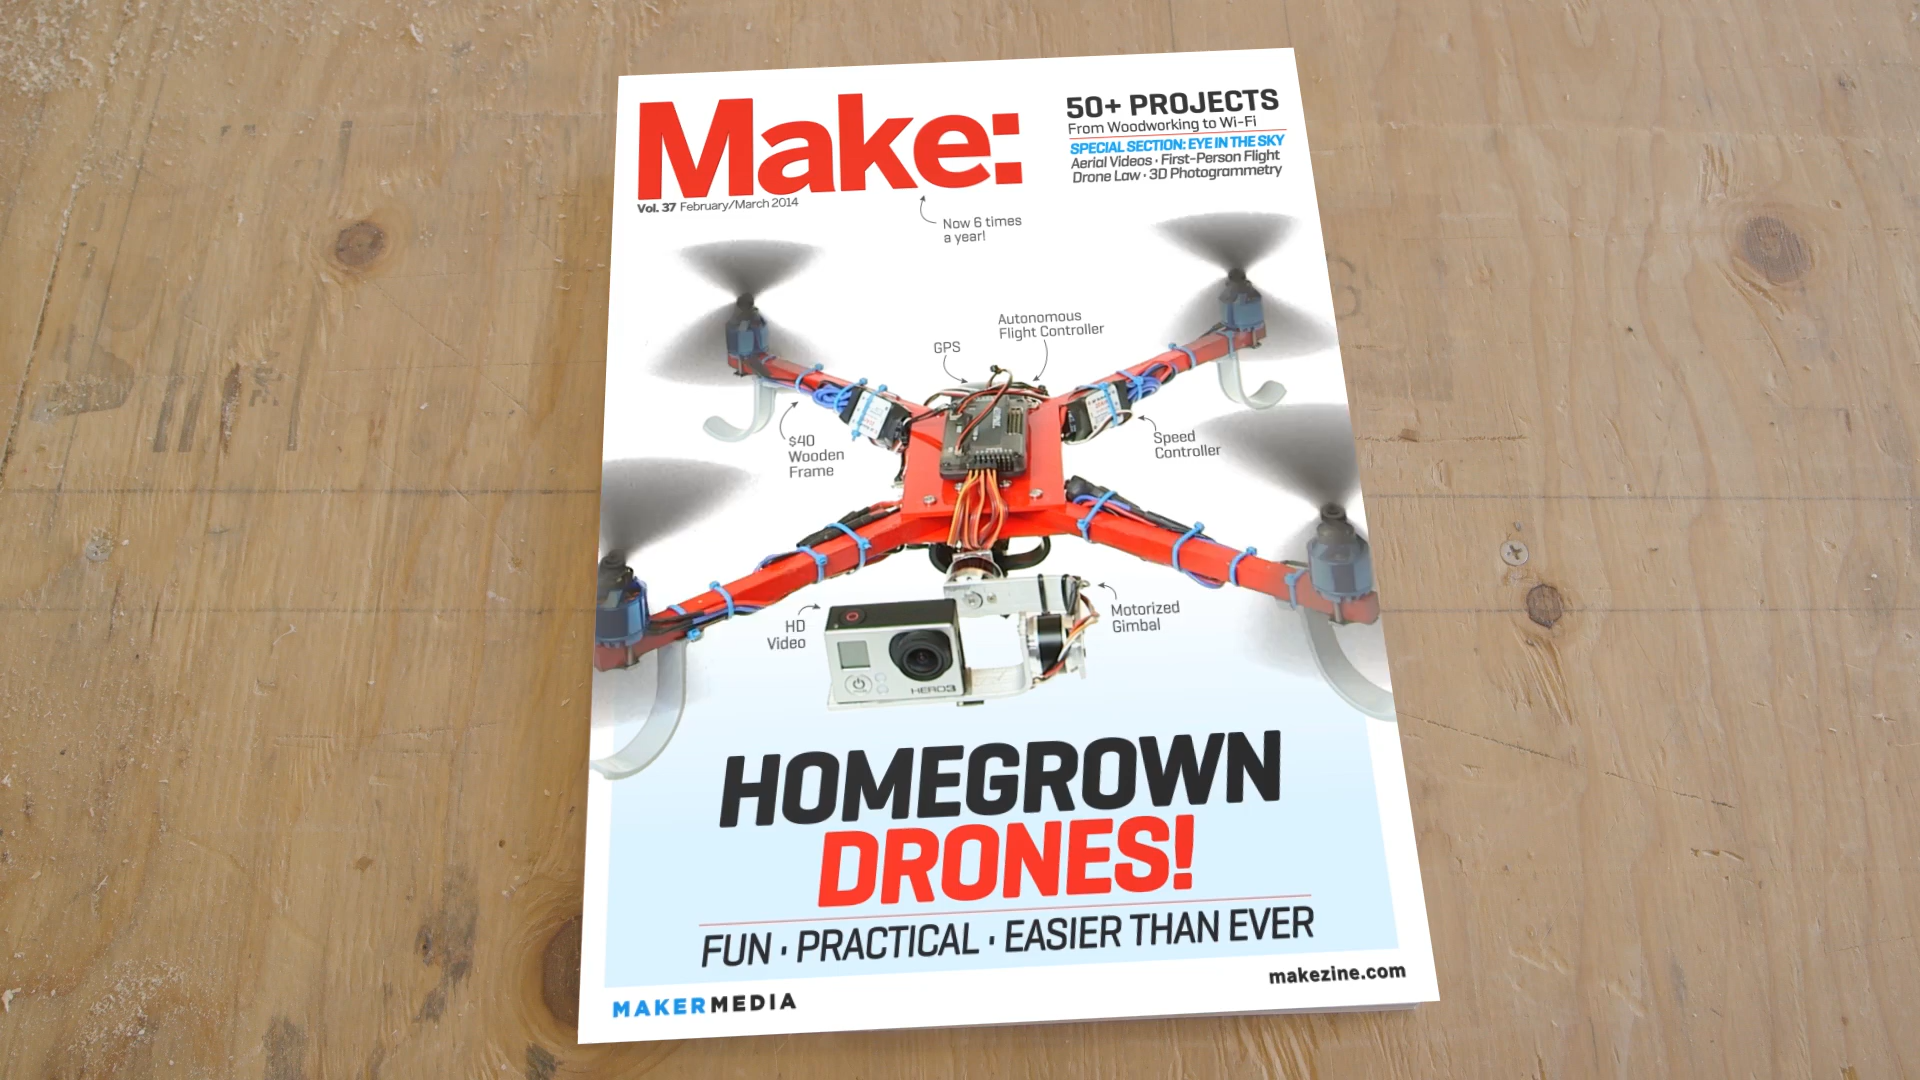 Make:
Vol. 37 February/March 2014
Now 6 times
a year!
50+ PROJECTS
From Woodworking to Wi-Fi
SPECIAL SECTION: EYE IN THE SKY
Aerial Videos · First-Person Flight
Drone Law · 3D Photogrammetry
Autonomous
Flight Controller
GPS
$40
Wooden
Frame
Speed
Controller
HD
Video
Motorized
Gimbal
HERO3
HOMEGROWN
DRONES!
FUN · PRACTICAL · EASIER THAN EVER
makezine.com
MAKERMEDIA